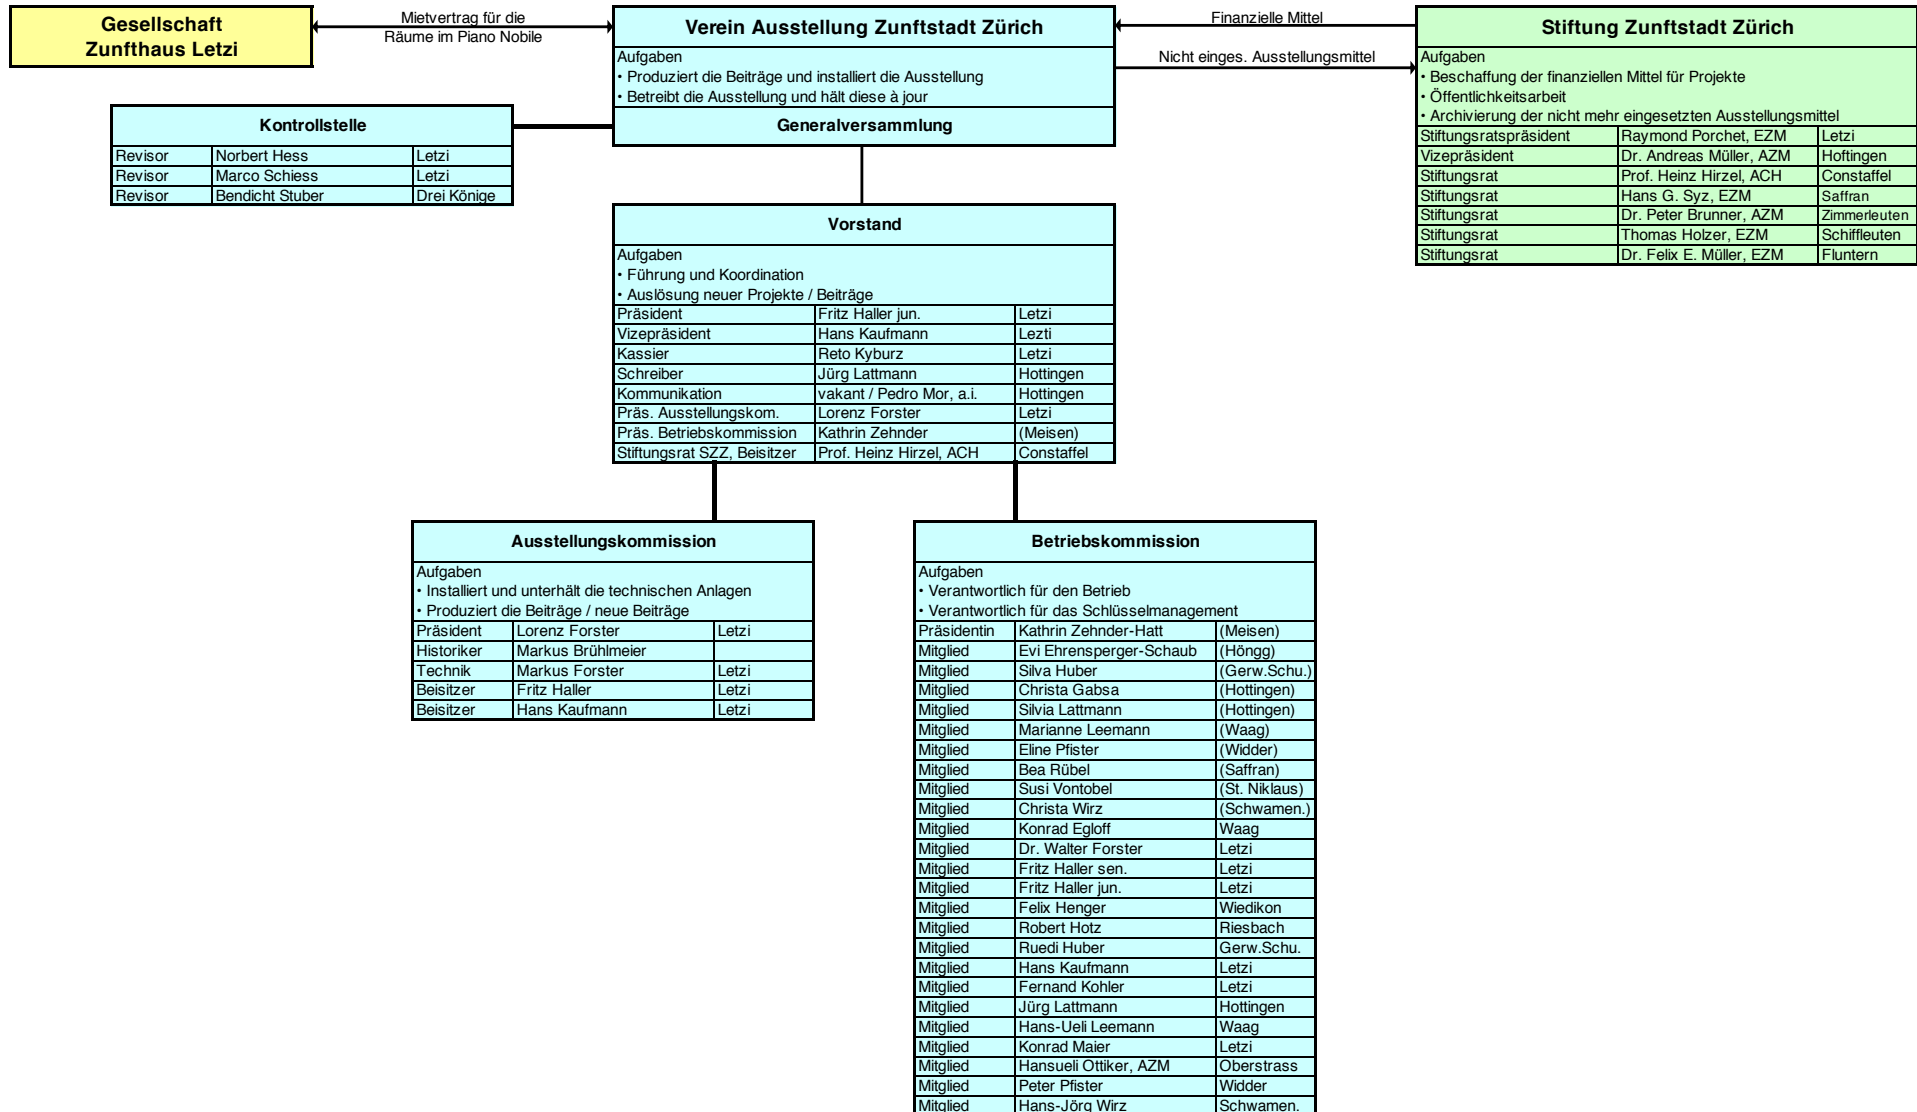 Gesellschaft
Zunfthaus Letzi
Mietvertrag für die
Räume im Piano Nobile
Verein Ausstellung Zunftstadt Zürich
Aufgaben
• Produziert die Beiträge und installiert die Ausstellung
• Betreibt die Ausstellung und hält diese à jour
Generalversammlung
Finanzielle Mittel
Nicht einges. Ausstellungsmittel
Stiftung Zunftstadt Zürich
Aufgaben
• Beschaffung der finanziellen Mittel für Projekte
• Öffentlichkeitsarbeit
• Archivierung der nicht mehr eingesetzten Ausstellungsmittel
Stiftungsratspräsident Raymond Porchet, EZM Letzi
Vizepräsident Dr. Andreas Müller, AZM Hoftingen
Stiftungsrat Prof. Heinz Hirzel, ACH Constaffel
Stiftungsrat Hans G. Syz, EZM Saffran
Stiftungsrat Dr. Peter Brunner, AZM Zimmerleuten
Stiftungsrat Thomas Holzer, EZM Schiffleuten
Stiftungsrat Dr. Felix E. Müller, EZM Fluntern
Kontrollstelle
Revisor Norbert Hess Letzi
Revisor Marco Schiess Letzi
Revisor Bendicht Stuber Drei Könige
Vorstand
Aufgaben
• Führung und Koordination
• Auslösung neuer Projekte / Beiträge
Präsident Fritz Haller jun. Letzi
Vizepräsident Hans Kaufmann Lezti
Kassier Reto Kyburz Letzi
Schreiber Jürg Lattmann Hottingen
Kommunikation vakant / Pedro Mor, a.i. Hottingen
Präs. Ausstellungskom. Lorenz Forster Letzi
Präs. Betriebskommission Kathrin Zehnder (Meisen)
Stiftungsrat SZZ, Beisitzer Prof. Heinz Hirzel, ACH Constaffel
Ausstellungskommission
Aufgaben
• Installiert und unterhält die technischen Anlagen
• Produziert die Beiträge / neue Beiträge
Präsident Lorenz Forster Letzi
Historiker Markus Brühlmeier
Technik Markus Forster Letzi
Beisitzer Fritz Haller Letzi
Beisitzer Hans Kaufmann Letzi
Betriebskommission
Aufgaben
• Verantwortlich für den Betrieb
• Verantwortlich für das Schlüsselmanagement
Präsidentin Kathrin Zehnder-Hatt (Meisen)
Mitglied Evi Ehrensperger-Schaub (Höngg)
Mitglied Silva Huber (Gerw.Schu.)
Mitglied Christa Gabsa (Hottingen)
Mitglied Silvia Lattmann (Hottingen)
Mitglied Marianne Leemann (Waag)
Mitglied Eline Pfister (Widder)
Mitglied Bea Rübel (Saffran)
Mitglied Susi Vontobel (St. Niklaus)
Mitglied Christa Wirz (Schwamen.)
Mitglied Konrad Egloff Waag
Mitglied Dr. Walter Forster Letzi
Mitglied Fritz Haller sen. Letzi
Mitglied Fritz Haller jun. Letzi
Mitglied Felix Henger Wiedikon
Mitglied Robert Hotz Riesbach
Mitglied Ruedi Huber Gerw.Schu.
Mitglied Hans Kaufmann Letzi
Mitglied Fernand Kohler Letzi
Mitglied Jürg Lattmann Hottingen
Mitglied Hans-Ueli Leemann Waag
Mitglied Konrad Maier Letzi
Mitglied Hansueli Ottiker, AZM Oberstrass
Mitglied Peter Pfister Widder
Mitglied Hans-Jörg Wirz Schwamen.